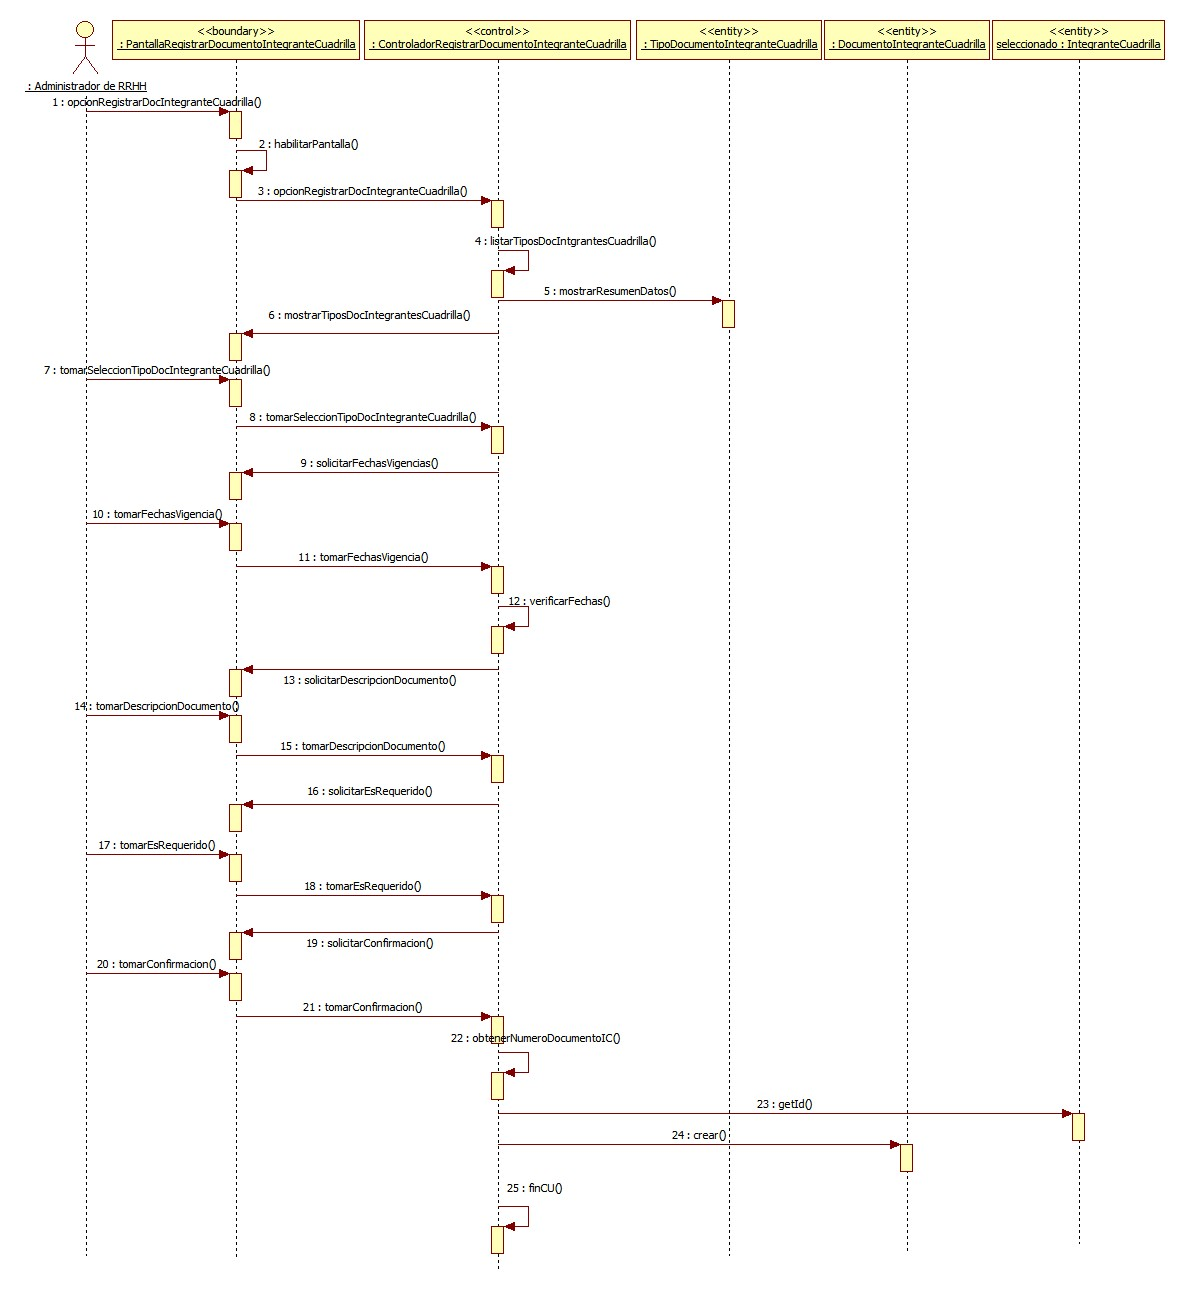 <<boundary>>
: PantallaRegistrarDocumentoIntegranteCuadrilla
<<control>>
: ControladorRegistrarDocumentoIntegranteCuadrilla
<<entity>>
: TipoDocumentoIntegranteCuadrilla
<<entity>>
: DocumentoIntegranteCuadrilla
<<entity>>
seleccionado : IntegranteCuadrilla
: Administrador de RRHH
1 : opcionRegistrarDocIntegranteCuadrilla()
2 : habilitarPantalla()
3 : opcionRegistrarDocIntegranteCuadrilla()
4 : listarTiposDocIntgrantesCuadrilla()
5 : mostrarResumenDatos()
6 : mostrarTiposDocIntegrantesCuadrilla()
7 : tomarSeleccionTipoDocIntegranteCuadrilla()
8 : tomarSeleccionTipoDocIntegranteCuadrilla()
9 : solicitarFechasVigencias()
10 : tomarFechasVigencia()
11 : tomarFechasVigencia()
12 : verificarFechas()
13 : solicitarDescripcionDocumento()
14 : tomarDescripcionDocumento()
15 : tomarDescripcionDocumento()
16 : solicitarEsRequerido()
17 : tomarEsRequerido()
18 : tomarEsRequerido()
19 : solicitarConfirmacion()
20 : tomarConfirmacion()
21 : tomarConfirmacion()
22 : obtenerNumeroDocumentoIC()
23 : getId()
24 : crear()
25 : finCU()